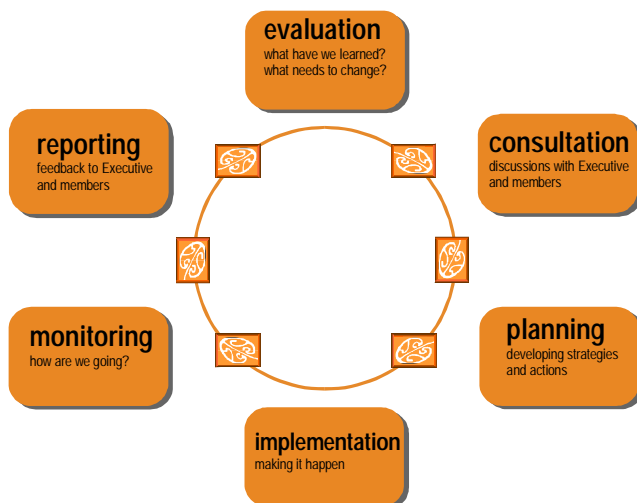 evaluation
what have we learned?
what needs to change?
consultation
discussions with Executive
and members
planning
developing strategies
and actions
implementation
making it happen
monitoring
how are we going?
reporting
feedback to Executive
and members